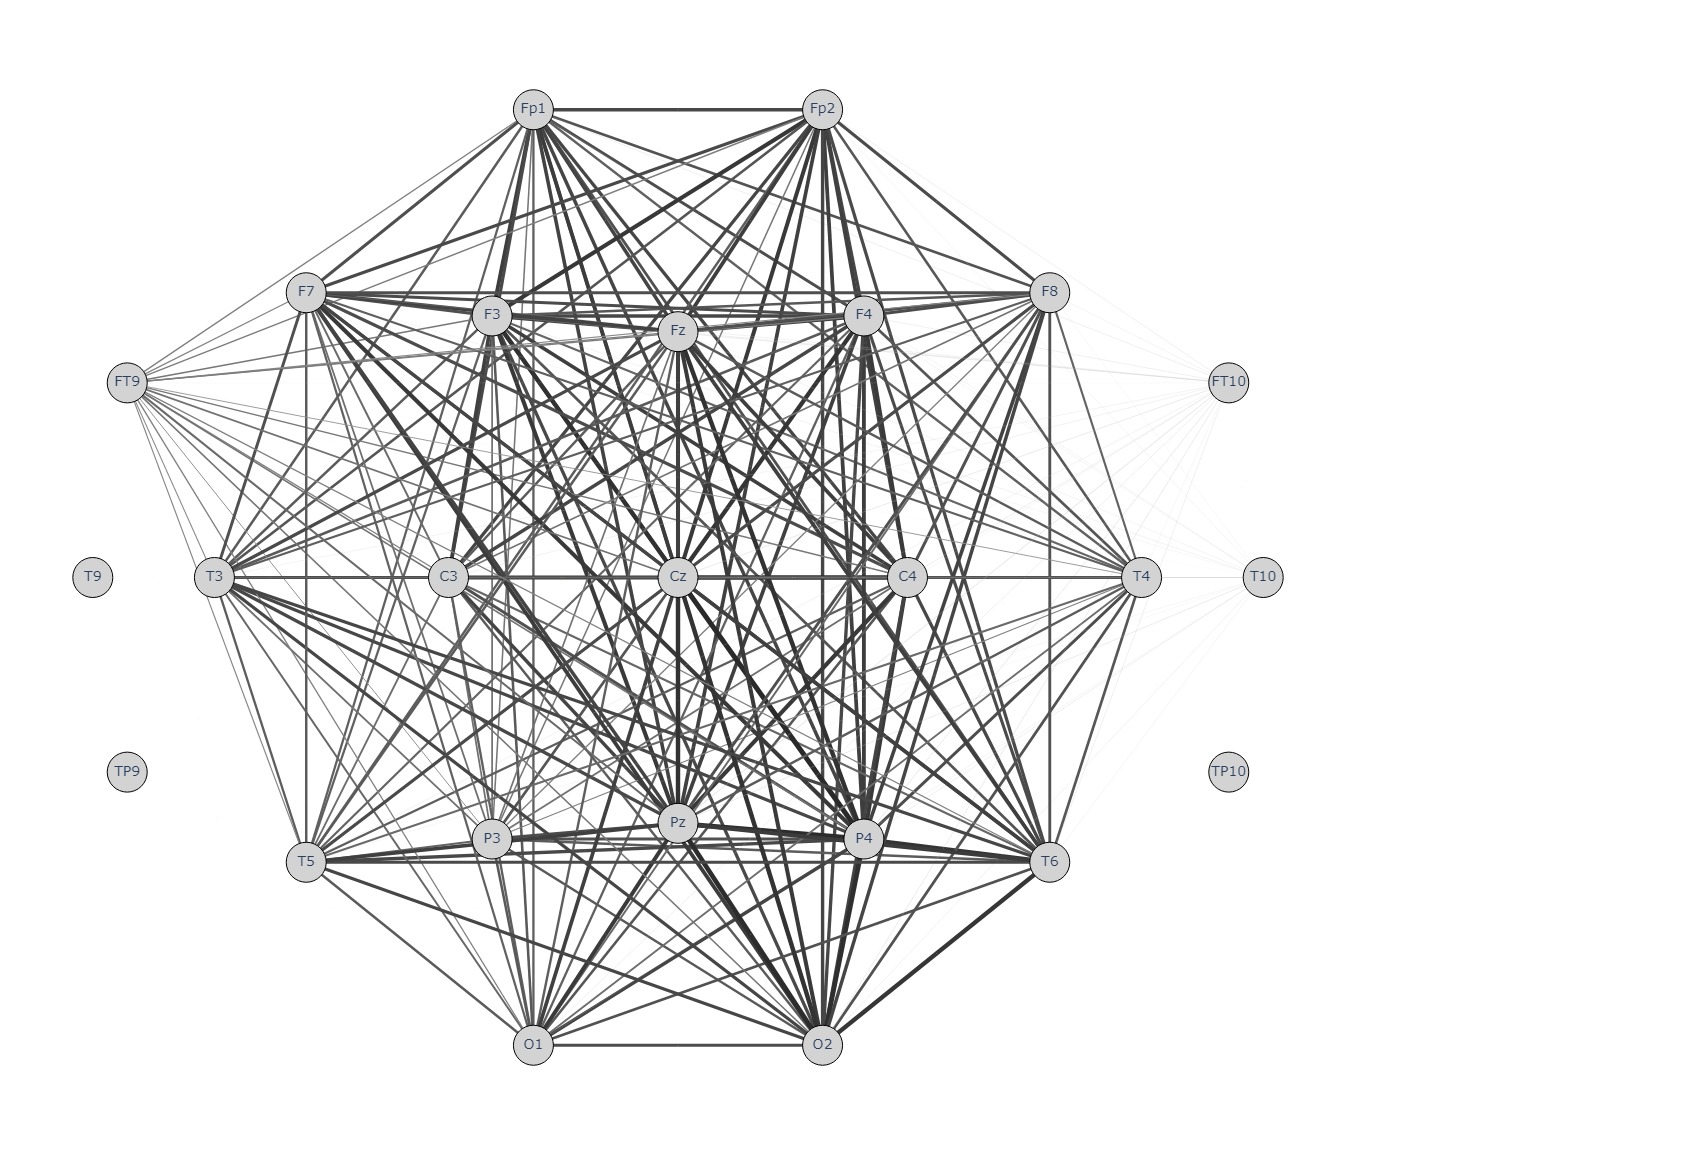 Fp1 Fp2
F7 F3 Fz F4 F8
FT9 FT10
T9 T3 C3 Cz C4 T4 T10
TP9 TP10
T5 P3 Pz P4 T6
O1 O2